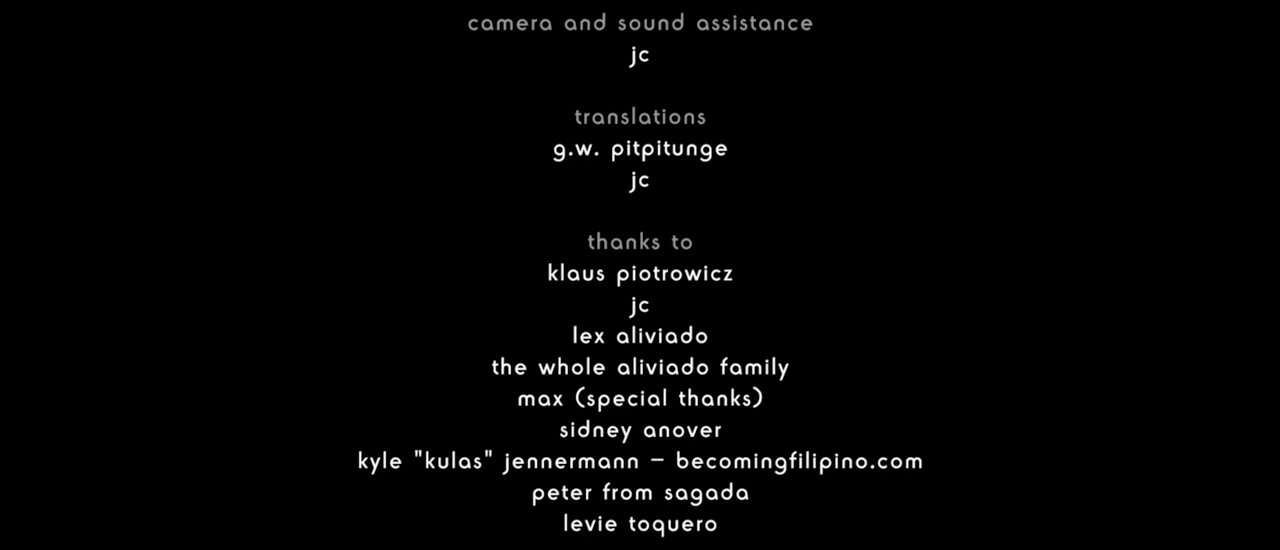 camera and sound assistance
jc
translations
g.w. pitpitunge
jc
thanks to
klaus piotrowicz
jc
lex aliviado
the whole aliviado family
max (special thanks)
sidney anover
kyle "kulas" jennermann – becomingfilipino.com
peter from sagada
levie toquero